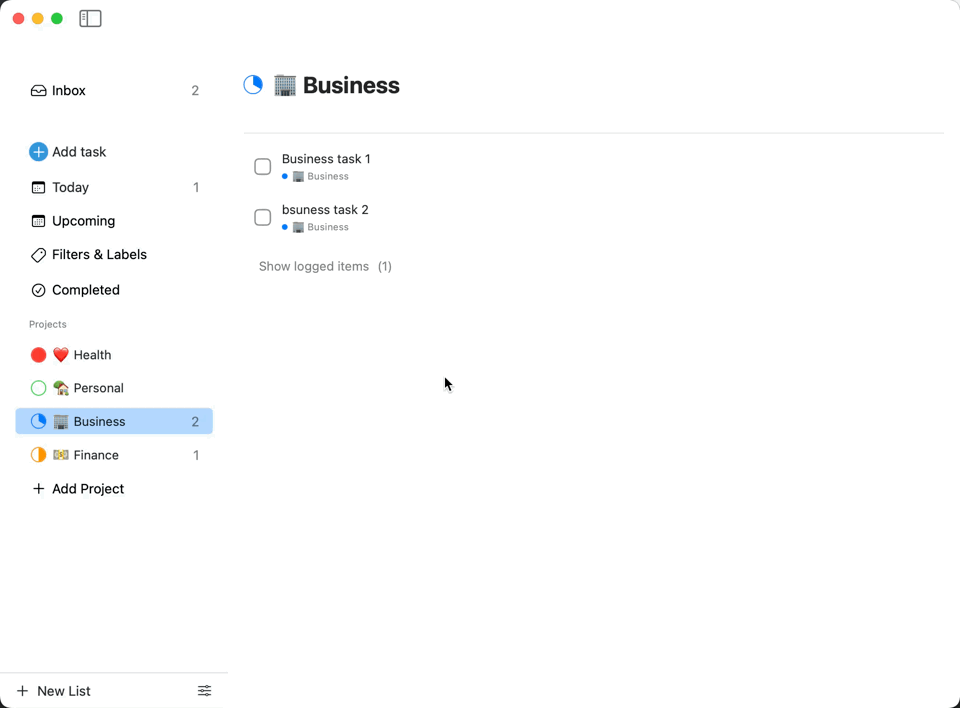 Inbox 2
Add task
Today 1
Upcoming
Filters & Labels
Completed
Projects
Health
Personal
Business 2
Finance 1
Add Project
New List
Business
Business task 1
Business
bsuness task 2
Business
Show logged items (1)